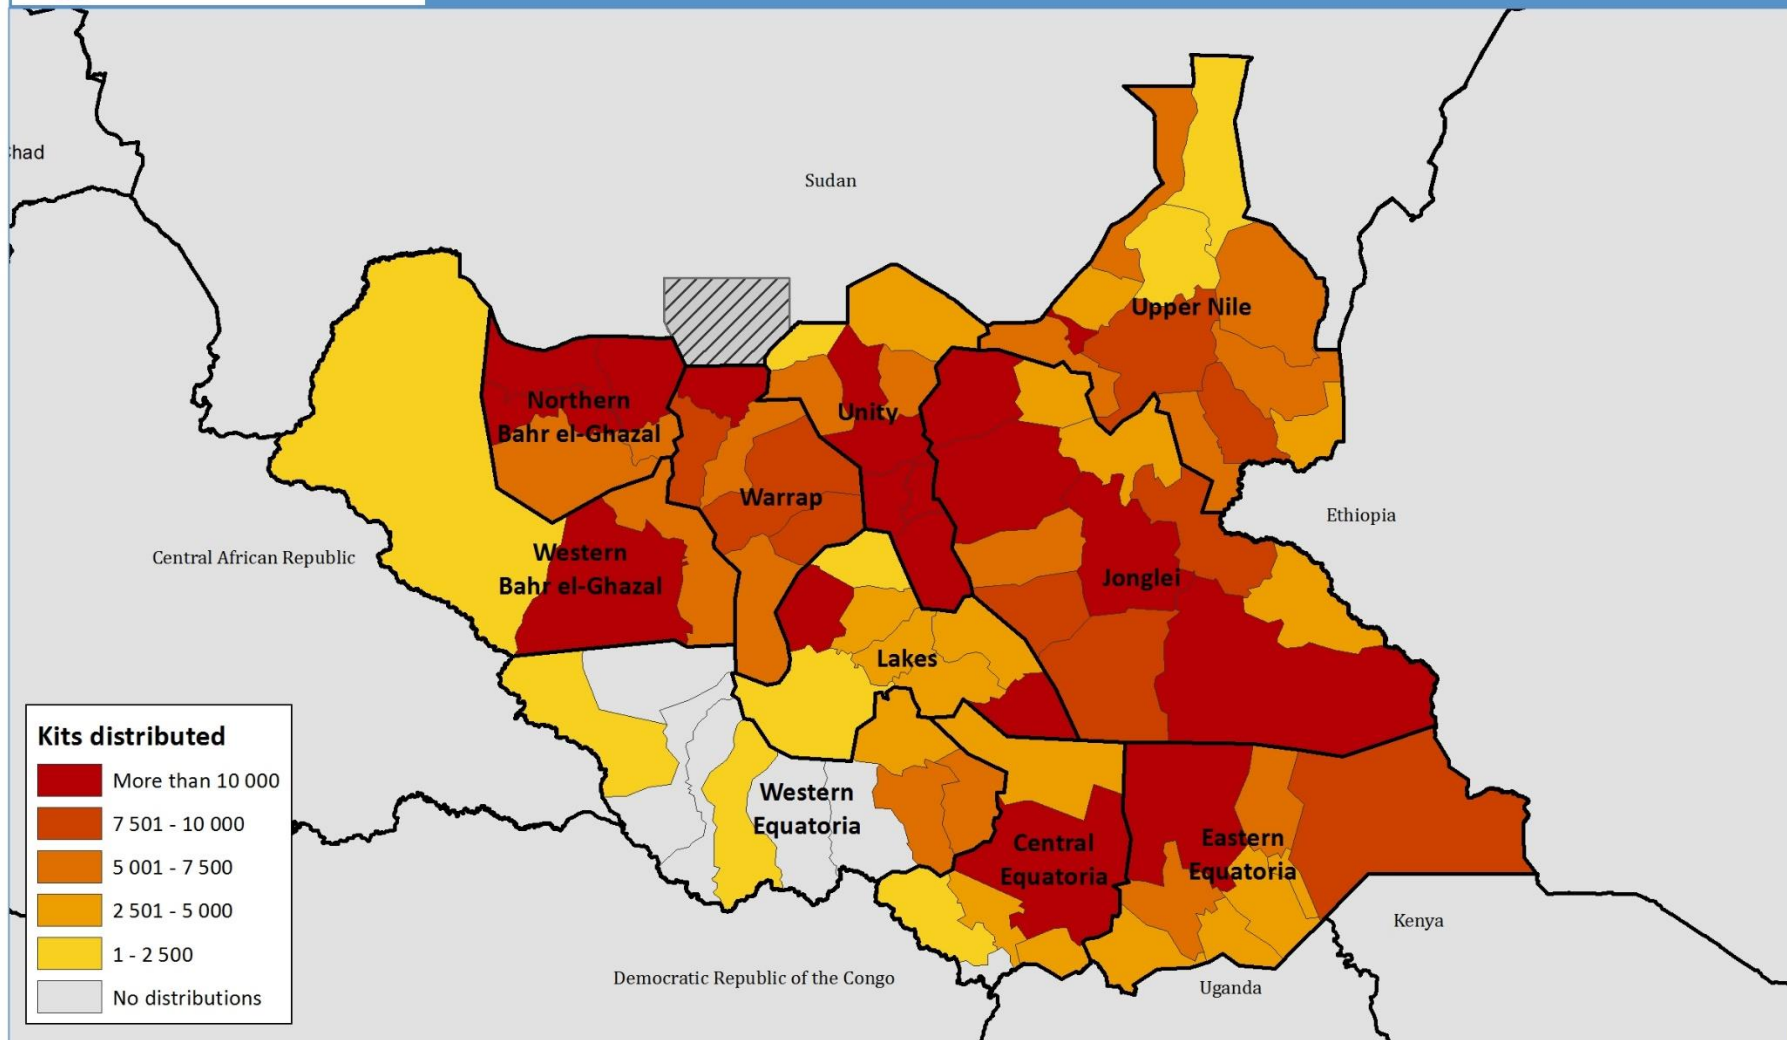 :had
Sudan
Upper Nile
Northern
Bahr el-Ghazal
Unity
Warrap
Ethiopia
Central African Republic
Western
Bahr el-Ghazal
Jonglei
Lakes
Kits distributed
More than 10 000
7 501 - 10 000
5 001 - 7 500
2 501 - 5 000
1 - 2 500
No distributions
Western
Equatoria
Central
Equatoria
Eastern
Equatoria
Kenya
Democratic Republic of the Congo
Uganda